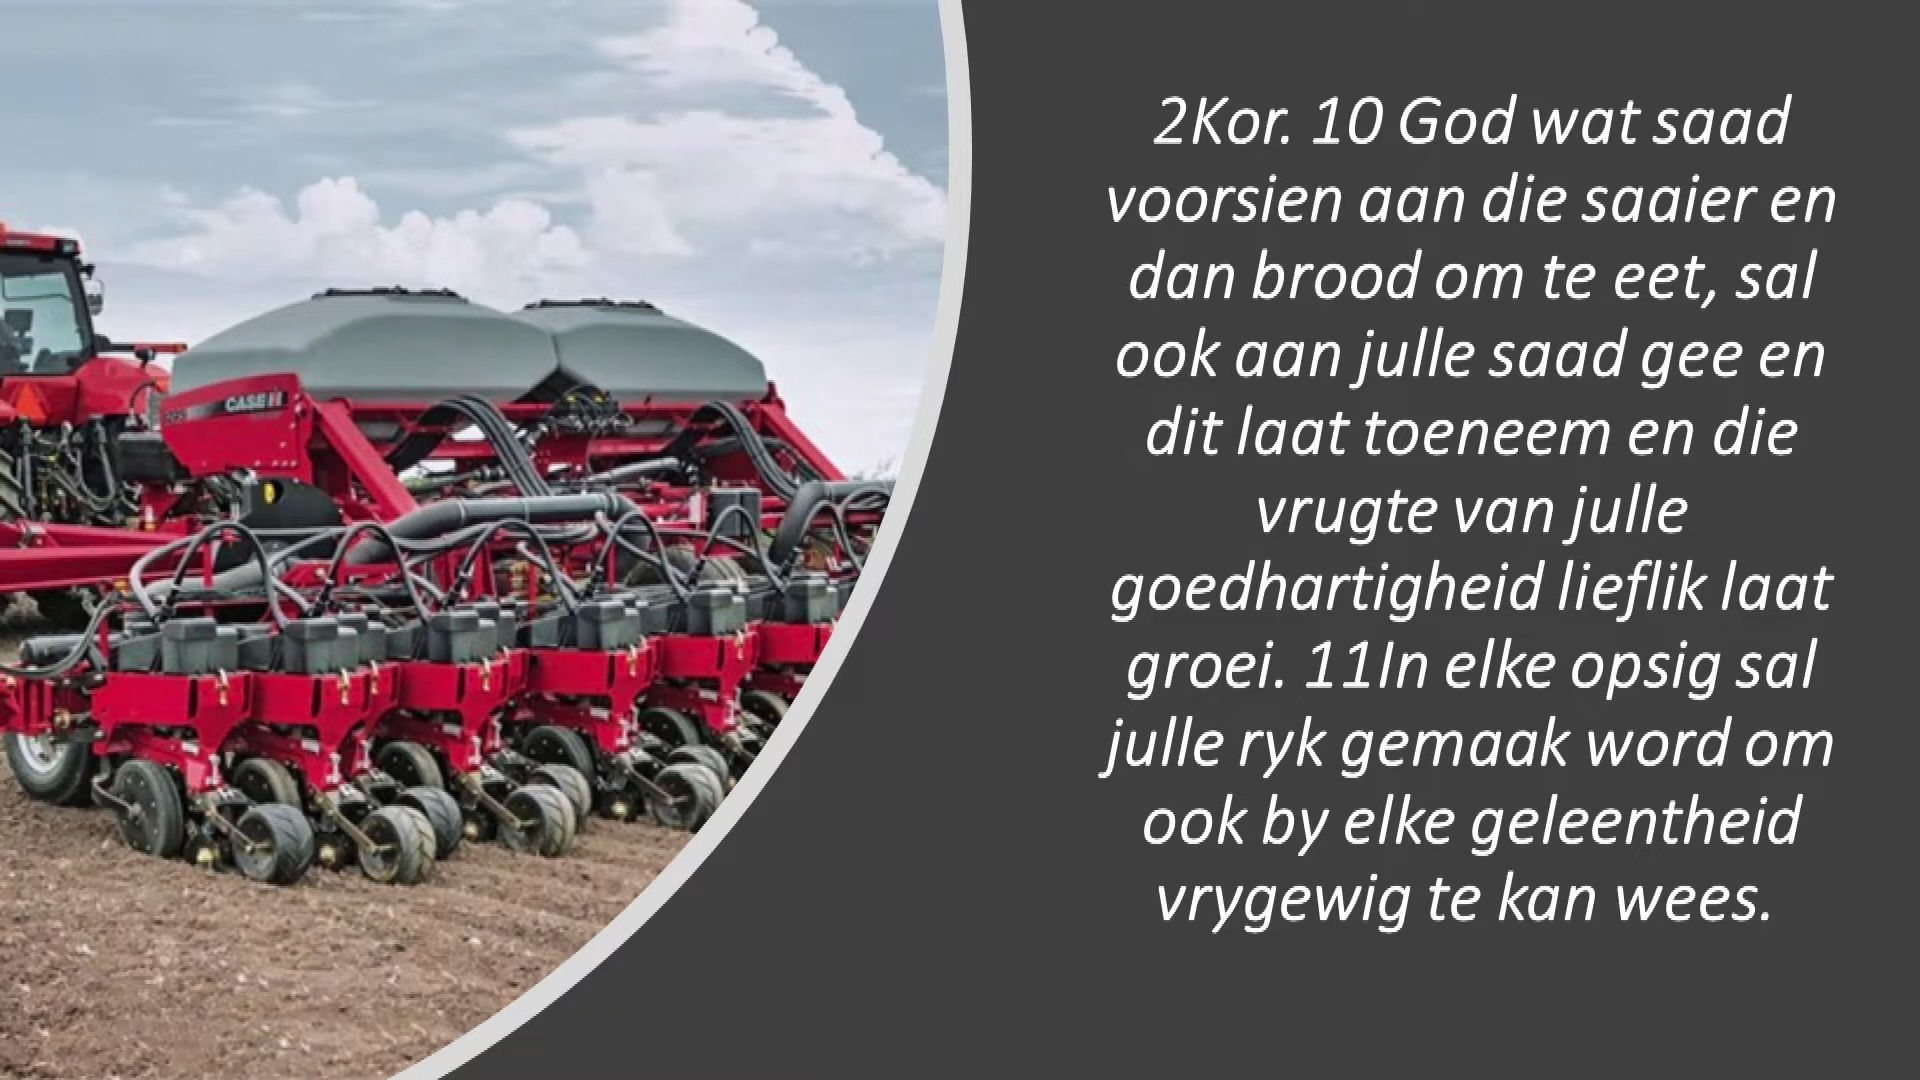 CASE IH
2Kor. 10 God wat saad
voorsien aan die saaier en
dan brood om te eet, sal
ook aan julle saad gee en
dit laat toeneem en die
vrugte van julle
goedhartigheid lieflik laat
groei. 11In elke opsig sal
julle ryk gemaak word om
ook by elke geleentheid
vrygewig te kan wees.